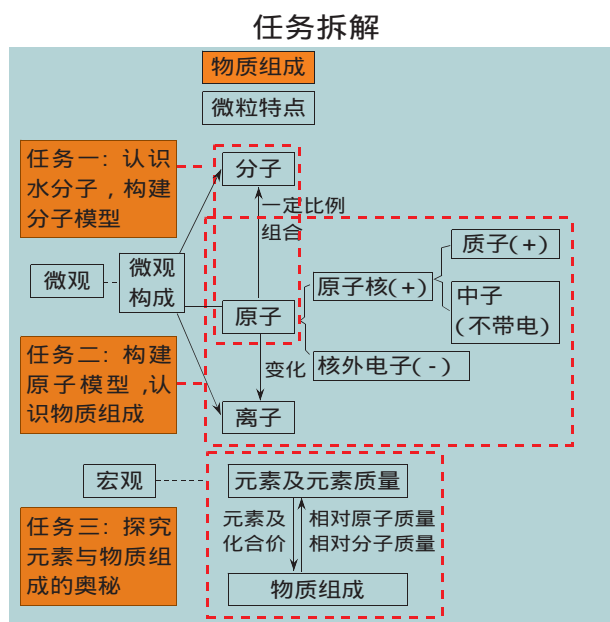 任务拆解
物质组成
微粒特点
任务一：认识
水分子，构建
分子模型
分子
一定比例
组合
微观
微观
构成
原子
原子核(+)
质子(+)
中子
(不带电)
核外电子(-)
变化
离子
任务二：构建
原子模型,认
识物质组成
宏观
元素及元素质量
元素及
化合价
相对原子质量
相对分子质量
物质组成
任务三：探究
元素与物质组
成的奥秘